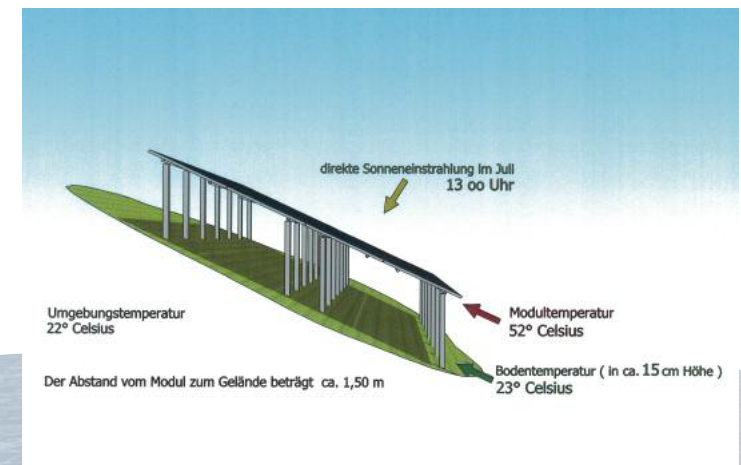 direkte Sonneneinstrahlung im Juli
13 oo Uhr
Umgebungstemperatur
22° Celsius
Modultemperatur
52° Celsius
Der Abstand vom Modul zum Gelände beträgt ca. 1,50 m
Bodentemperatur ( in ca. 15 cm Höhe )
23° Celsius